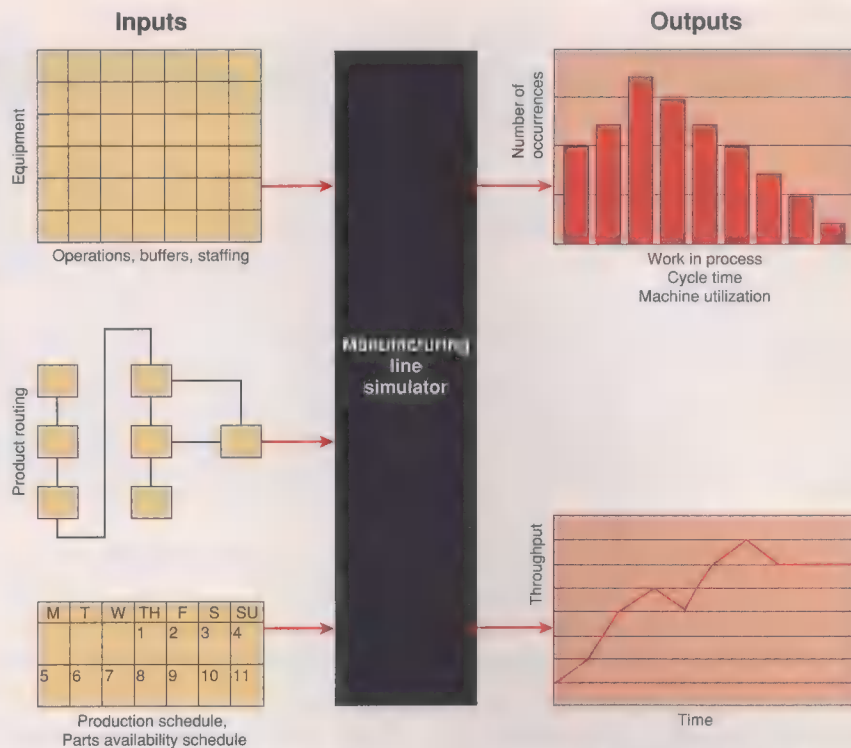 Inputs
Outputs
Equipment
Operations, buffers, staffing
Product routing
M T W TH F S SU
1 2 3 4
5 6 7 8 9 10 11
Production schedule,
Parts availability schedule
Manufacturing
line
simulator
Number of
occurrences
Work in process
Cycle time
Machine utilization
Throughput
Time